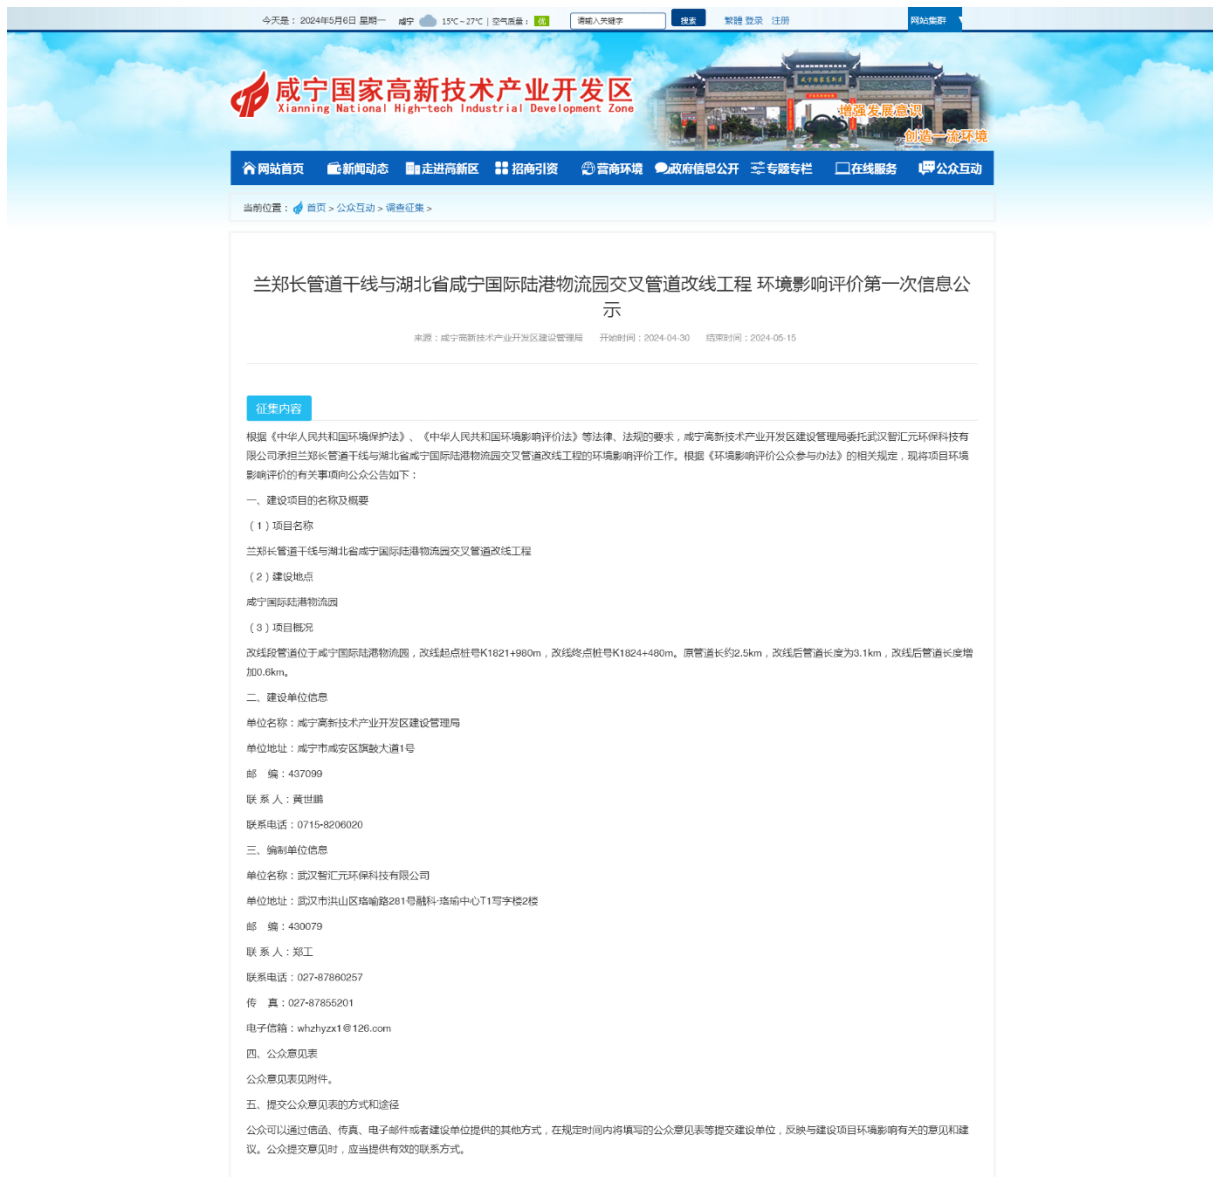 今天是： 2024年5月6日 星期一 咸宁 15℃~27℃ | 空气质量： 优 请输入关键字 搜索 繁體 登录 注册 网站集群
咸宁国家高新技术产业开发区
Xianning National High-tech Industrial Development Zone
增强发展意识
创造一流环境
网站首页 新闻动态 走进高新区 招商引资 营商环境 政府信息公开 专题专栏 在线服务 公众互动
当前位置： 首页 > 公众互动 > 调查征集 >
兰郑长管道干线与湖北省咸宁国际陆港物流园交叉管道改线工程 环境影响评价第一次信息公
示
来源：咸宁高新技术产业开发区建设管理局 开始时间：2024-04-30 结束时间：2024-05-15
征集内容
根据《中华人民共和国环境保护法》、《中华人民共和国环境影响评价法》等法律、法规的要求，咸宁高新技术产业开发区建设管理局委托武汉智汇元环保科技有
限公司承担兰郑长管道干线与湖北省咸宁国际陆港物流园交叉管道改线工程的环境影响评价工作。根据《环境影响评价公众参与办法》的相关规定，现将项目环境
影响评价的有关事项向公众公告如下：
一、建设项目的名称及概要
（1）项目名称
兰郑长管道干线与湖北省咸宁国际陆港物流园交叉管道改线工程
（2）建设地点
咸宁国际陆港物流园
（3）项目概况
改线段管道位于咸宁国际陆港物流园，改线起点桩号K1821+980m，改线终点桩号K1824+480m。原管道长约2.5km，改线后管道长度为3.1km，改线后管道长度增
加0.6km。
二、建设单位信息
单位名称：咸宁高新技术产业开发区建设管理局
单位地址：咸宁市咸安区旗鼓大道1号
邮 编：437099
联 系 人：黄世鹏
联系电话：0715-8206020
三、编制单位信息
单位名称：武汉智汇元环保科技有限公司
单位地址：武汉市洪山区珞喻路281号融科·珞瑜中心T1写字楼2楼
邮 编：430079
联 系 人：郑工
联系电话：027-87860257
传 真：027-87855201
电子信箱：whzhyzx1@126.com
四、公众意见表
公众意见表见附件。
五、提交公众意见表的方式和途径
公众可以通过信函、传真、电子邮件或者建设单位提供的其他方式，在规定时间内将填写的公众意见表等提交建设单位，反映与建设项目环境影响有关的意见和建
议。公众提交意见时，应当提供有效的联系方式。